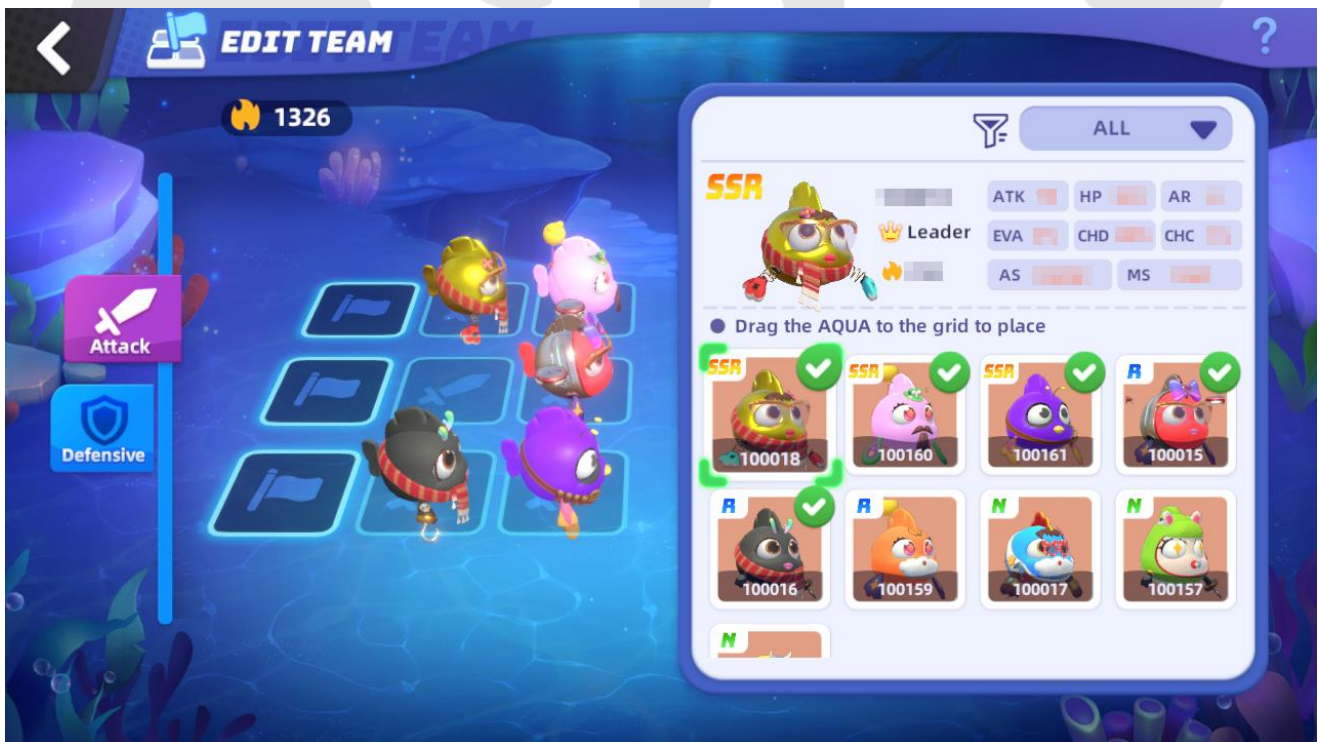 EDIT TEAM
?
1326
ALL
SSR
Leader
ATK HP AR
EVA CHD CHC
AS MS
Attack
Defensive
Drag the AQUA to the grid to place
SSR SSR SSR R
100018 100160 100161 100015
R R N N
100016 100159 100017 100157
N